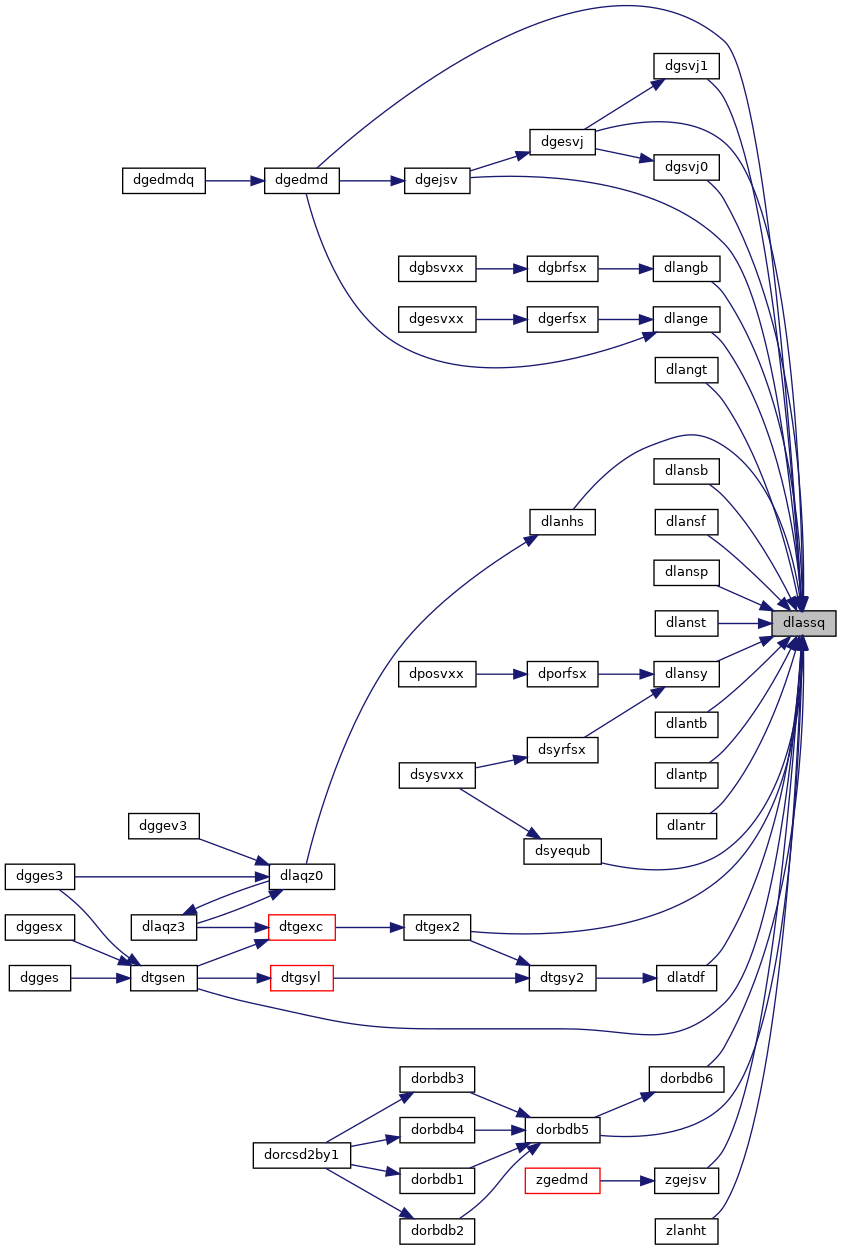 dgsvj1
dgesvj
dgsvj0
dgedmdq
dgedmd
dgejsv
dgbsvxx
dgbrfsx
dlangb
dgesvxx
dgerfsx
dlange
dlangt
dlansb
dlanhs
dlansf
dlansp
dlanst
dlassq
dposvxx
dporfsx
dlansy
dlantb
dsyrfsx
dsysvxx
dlantp
dggev3
dlantr
dsyequb
dgges3
dlaqz0
dggesx
dlaqz3
dtgexc
dtgex2
dgges
dtgsen
dtgsyl
dtgsy2
dlatdf
dorbdb3
dorbdb6
dorbdb4
dorbdb5
dorcsd2by1
dorbdb1
zgedmd
zgejsv
dorbdb2
zlanht